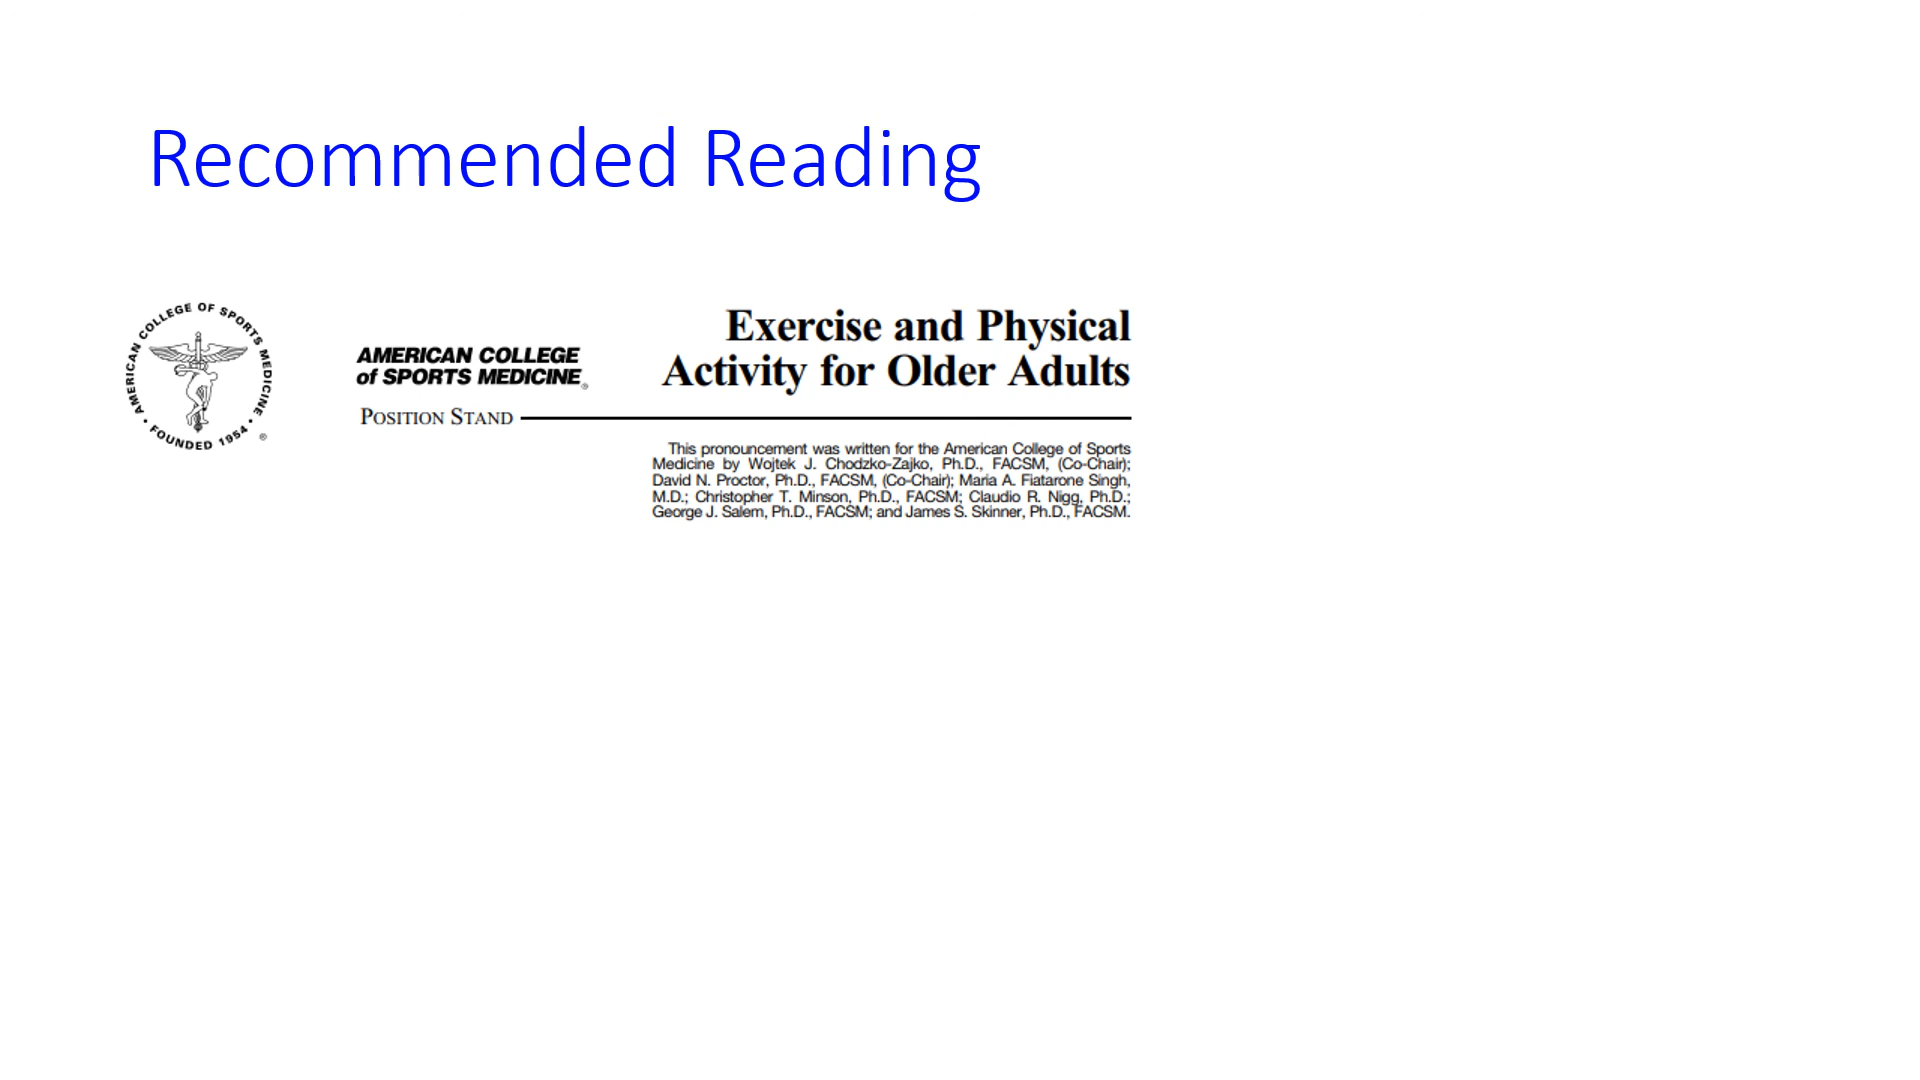 Recommended Reading
AMERICAN COLLEGE OF SPORTS MEDICINE
• FOUNDED 1954 •
®
AMERICAN COLLEGE
of SPORTS MEDICINE®
POSITION STAND
Exercise and Physical
Activity for Older Adults
This pronouncement was written for the American College of Sports
Medicine by Wojtek J. Chodzko-Zajko, Ph.D., FACSM, (Co-Chair);
David N. Proctor, Ph.D., FACSM, (Co-Chair); Maria A. Fiatarone Singh,
M.D.; Christopher T. Minson, Ph.D., FACSM; Claudio R. Nigg, Ph.D.;
George J. Salem, Ph.D., FACSM; and James S. Skinner, Ph.D., FACSM.